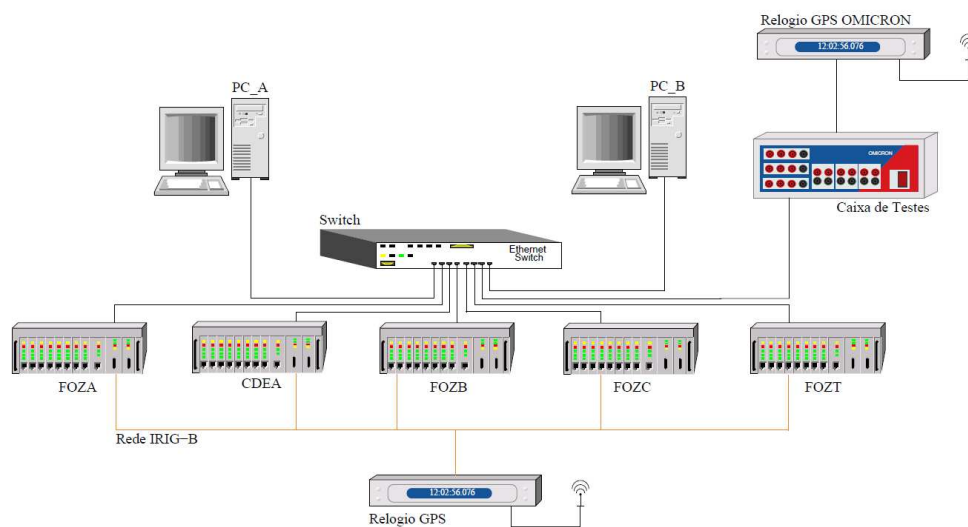 Relogio GPS OMICRON
12:02:56.076
PC_A
PC_B
OMICRON
Caixa de Testes
Switch
Ethernet
Switch
FOZA
CDEA
FOZB
FOZC
FOZT
Rede IRIG-B
12:02:56.076
Relogio GPS